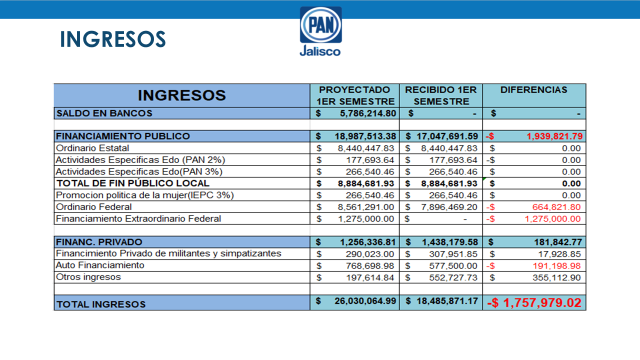 INGRESOS
PAN
Jalisco
INGRESOS PROYECTADO 1ER SEMESTRE RECIBIDO 1ER SEMESTRE DIFERENCIAS
SALDO EN BANCOS $ 5,786,214.80 $ - $ -
FINANCIAMIENTO PUBLICO $ 18,987,513.38 $ 17,047,691.59 -$ 1,939,821.79
Ordinario Estatal $ 8,440,447.83 $ 8,440,447.83 $ 0.00
Actividades Especificas Edo (PAN 2%) $ 177,693.64 $ 177,693.64 -$ 0.00
Actividades Especificas Edo(PAN 3%) $ 266,540.46 $ 266,540.46 $ 0.00
TOTAL DE FIN PÚBLICO LOCAL $ 8,884,681.93 $ 8,884,681.93 $ 0.00
Promocion politica de la mujer(IEPC 3%) $ 266,540.46 $ 266,540.46 $ 0.00
Ordinario Federal $ 8,561,291.00 $ 7,896,469.20 -$ 664,821.80
Financiamiento Extraordinario Federal $ 1,275,000.00 $ - -$ 1,275,000.00
FINANC. PRIVADO $ 1,256,336.81 $ 1,438,179.58 $ 181,842.77
Financimiento Privado de militantes y simpatizantes $ 290,023.00 $ 307,951.85 $ 17,928.85
Auto Financiamiento $ 768,698.98 $ 577,500.00 -$ 191,198.98
Otros ingresos $ 197,614.84 $ 552,727.73 $ 355,112.90
TOTAL INGRESOS $ 26,030,064.99 $ 18,485,871.17 -$ 1,757,979.02